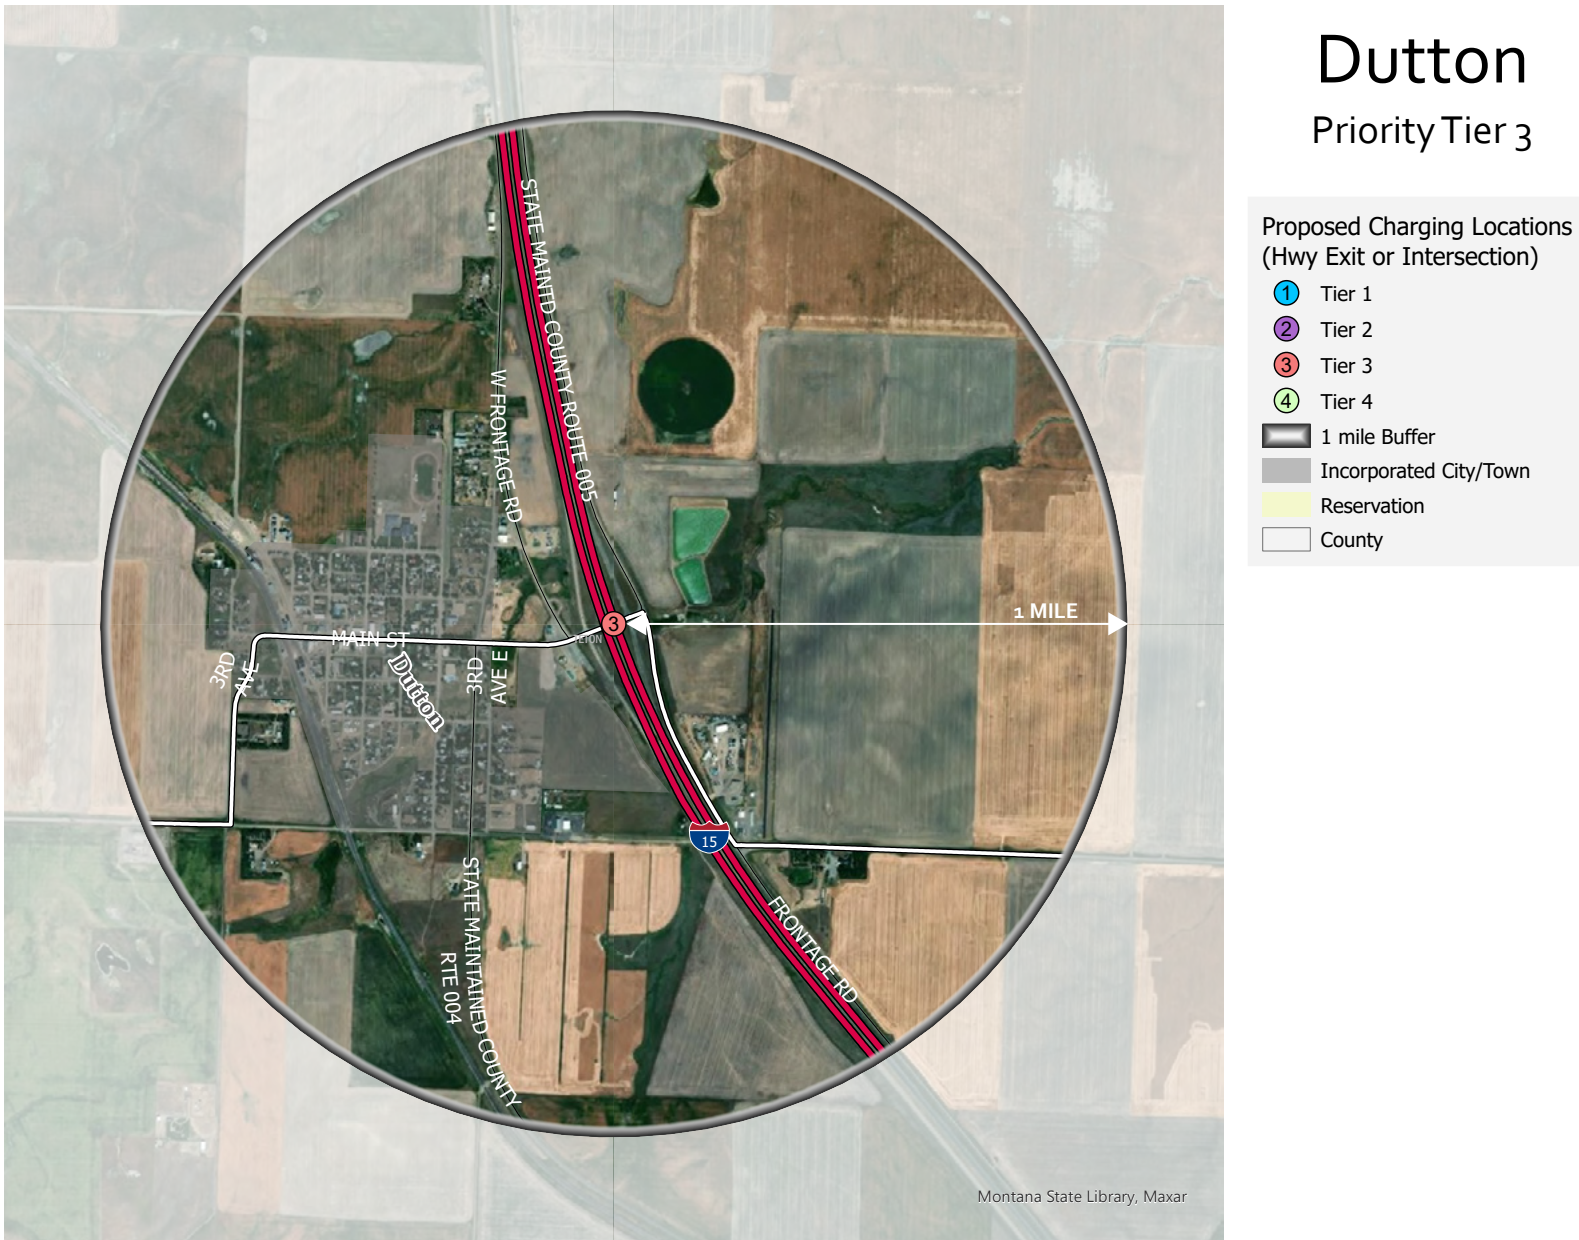 Dutton
Priority Tier 3
Proposed Charging Locations
(Hwy Exit or Intersection)
1 Tier 1
2 Tier 2
3 Tier 3
4 Tier 4
1 mile Buffer
Incorporated City/Town
Reservation
County
STATE MAINTD COUNTY ROUTE 005
W FRONTAGE RD
1 MILE
3
TETON
MAIN ST
3RD
AVE
Dutton
3RD
AVE E
15
FRONTAGE RD
STATE MAINTAINED COUNTY
RTE 004
Montana State Library, Maxar